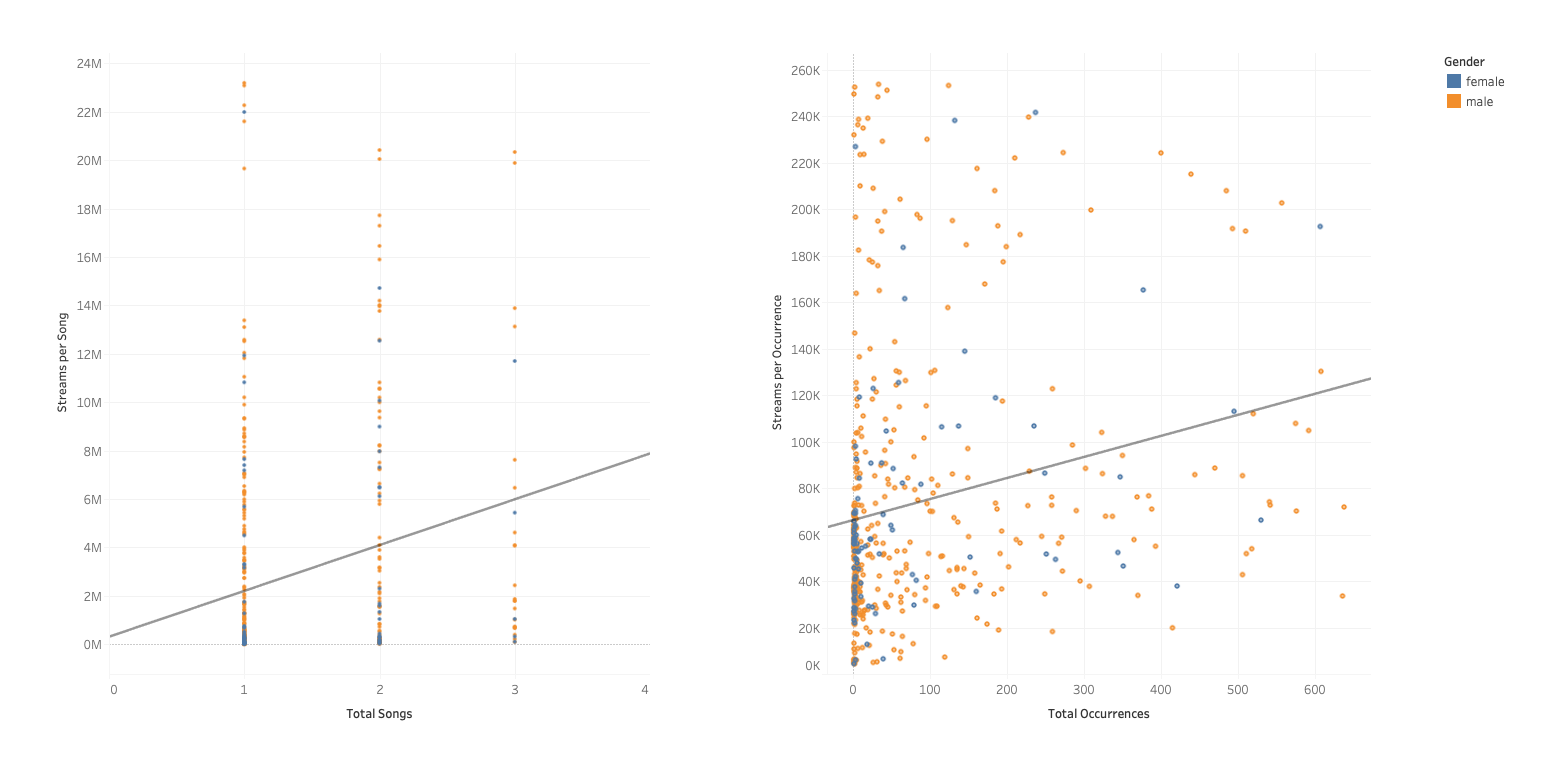 24M
22M
20M
18M
16M
14M
12M
10M
8M
6M
4M
2M
0M
Streams per Song
0
1
2
3
4
Total Songs
260K
240K
220K
200K
180K
160K
140K
120K
100K
80K
60K
40K
20K
0K
Streams per Occurrence
0
100
200
300
400
500
600
Total Occurrences
Gender
female
male